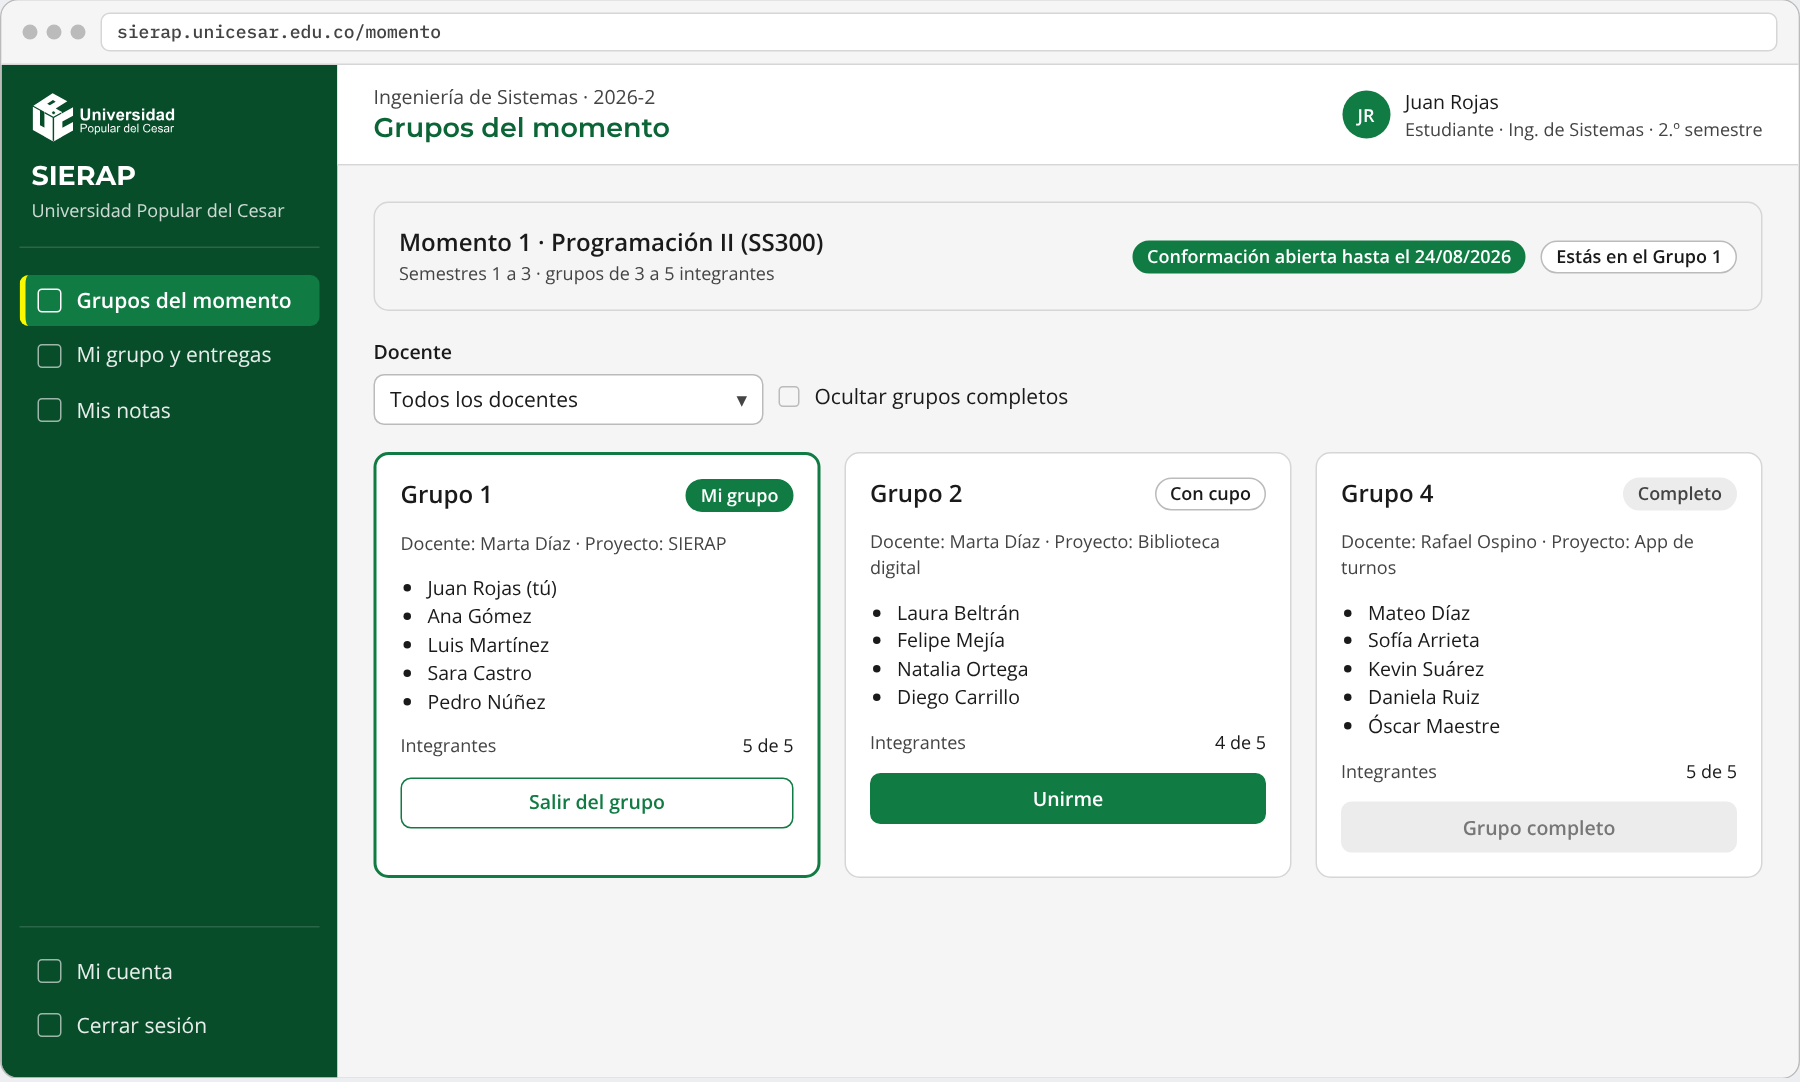 sierap.unicesar.edu.co/momento
Universidad
Popular del Cesar
SIERAP
Universidad Popular del Cesar
Grupos del momento
Mi grupo y entregas
Mis notas
Mi cuenta
Cerrar sesión
Ingeniería de Sistemas · 2026-2
Grupos del momento
JR
Juan Rojas
Estudiante · Ing. de Sistemas · 2.º semestre
Momento 1 · Programación II (SS300)
Semestres 1 a 3 · grupos de 3 a 5 integrantes
Conformación abierta hasta el 24/08/2026
Estás en el Grupo 1
Docente
Todos los docentes
Ocultar grupos completos
Grupo 1
Mi grupo
Docente: Marta Díaz · Proyecto: SIERAP
Juan Rojas (tú)
Ana Gómez
Luis Martínez
Sara Castro
Pedro Núñez
Integrantes
5 de 5
Salir del grupo
Grupo 2
Con cupo
Docente: Marta Díaz · Proyecto: Biblioteca
digital
Laura Beltrán
Felipe Mejía
Natalia Ortega
Diego Carrillo
Integrantes
4 de 5
Unirme
Grupo 4
Completo
Docente: Rafael Ospino · Proyecto: App de
turnos
Mateo Díaz
Sofía Arrieta
Kevin Suárez
Daniela Ruiz
Óscar Maestre
Integrantes
5 de 5
Grupo completo